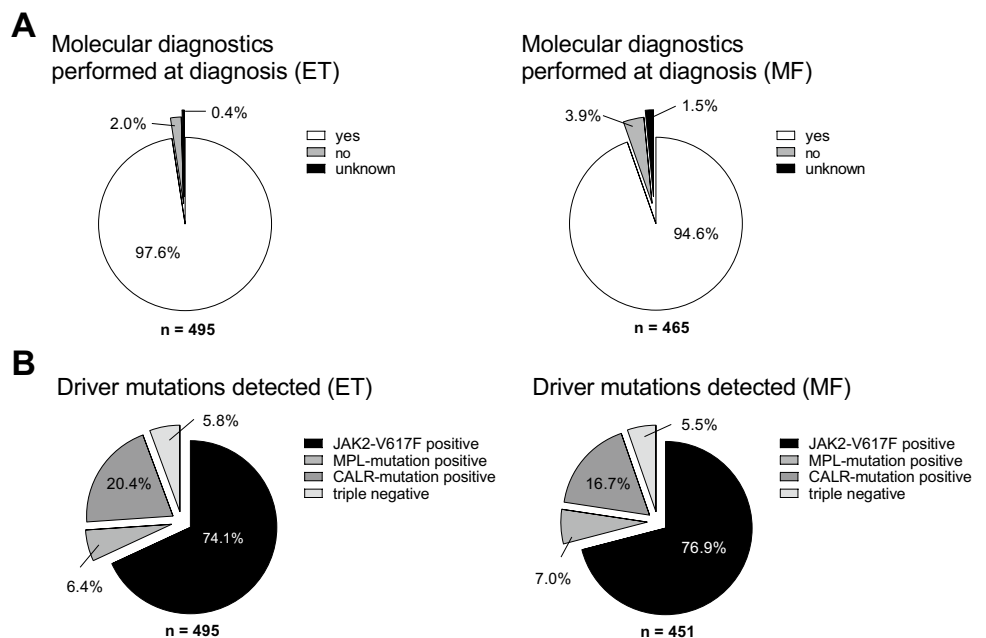 A
Molecular diagnostics
performed at diagnosis (ET)
2.0%
0.4%
yes
no
unknown
97.6%
n = 495
Molecular diagnostics
performed at diagnosis (MF)
3.9%
1.5%
yes
no
unknown
94.6%
n = 465
B
Driver mutations detected (ET)
5.8%
JAK2-V617F positive
MPL-mutation positive
CALR-mutation positive
triple negative
20.4%
74.1%
6.4%
n = 495
Driver mutations detected (MF)
5.5%
JAK2-V617F positive
MPL-mutation positive
CALR-mutation positive
triple negative
16.7%
76.9%
7.0%
n = 451